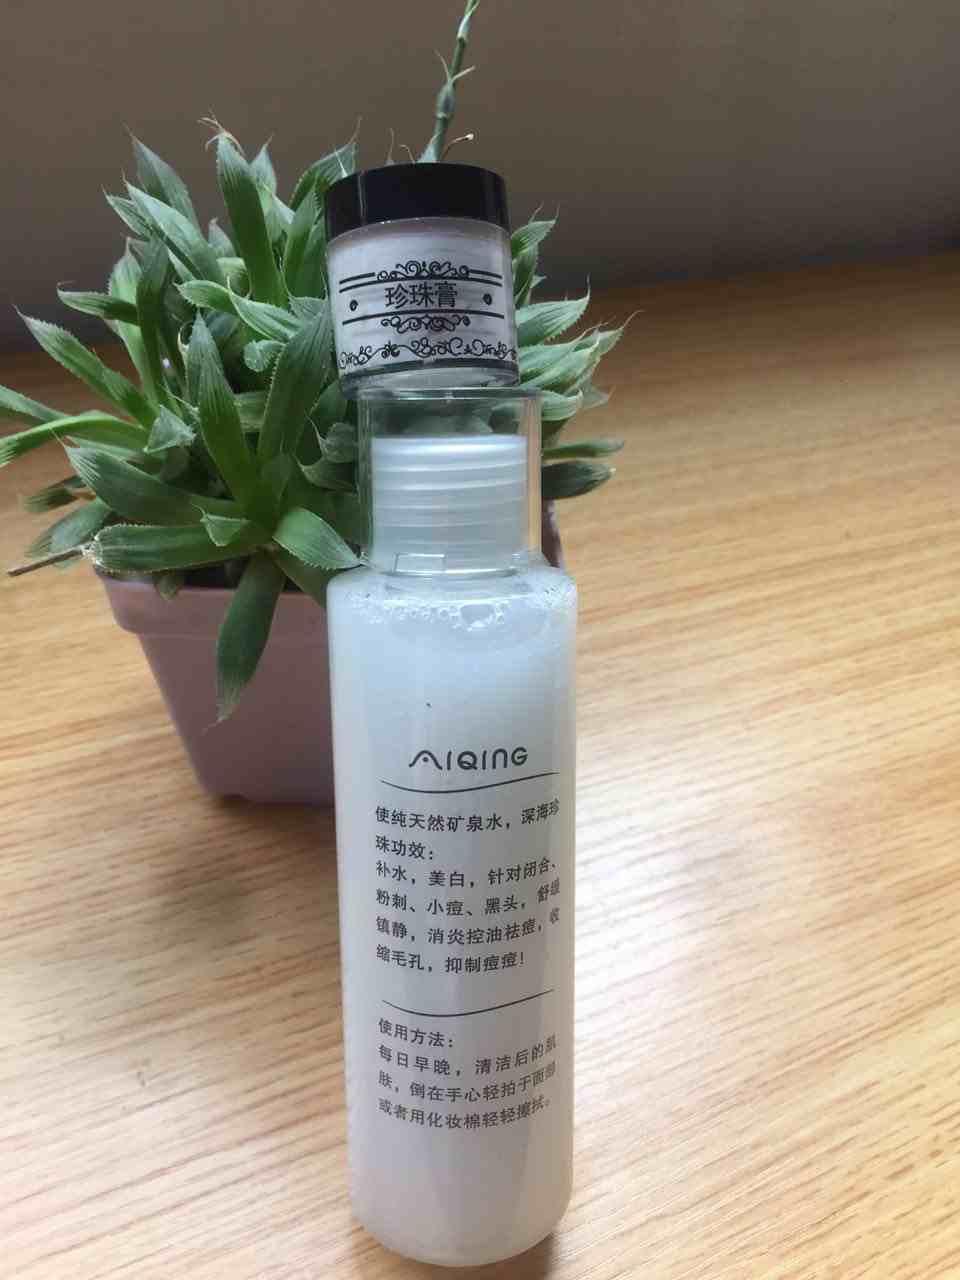 珍珠膏
AIQING
使纯天然矿泉水，深海珍
珠功效：
补水，美白，针对闭合、
粉刺、小痘、黑头，舒缓
镇静，消炎控油祛痘，收
缩毛孔，抑制痘痘！
使用方法：
每日早晚，清洁后的肌
肤，倒在手心轻拍于面部
或者用化妆棉轻轻擦拭。